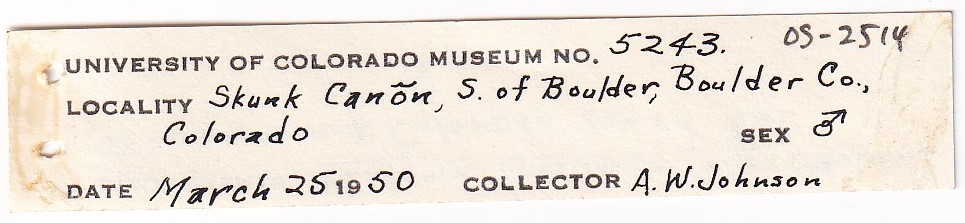 UNIVERSITY OF COLORADO MUSEUM NO. 5243. OS-2514
LOCALITY Skunk Canõn, S. of Boulder, Boulder Co.,
Colorado SEX ♂
DATE March 25 1950 COLLECTOR A.W. Johnson